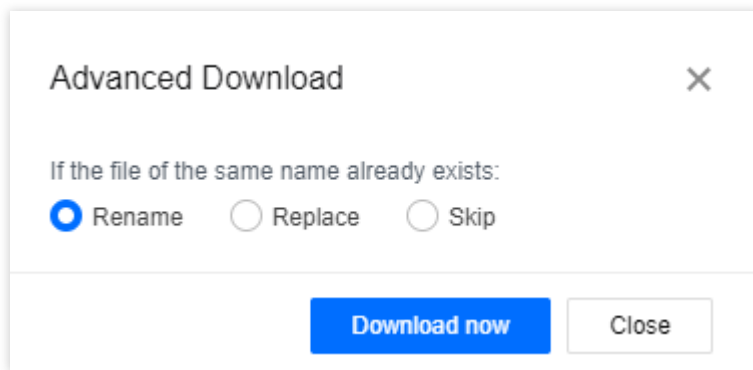 Advanced Download
If the file of the same name already exists:
Rename Replace Skip
Download now Close